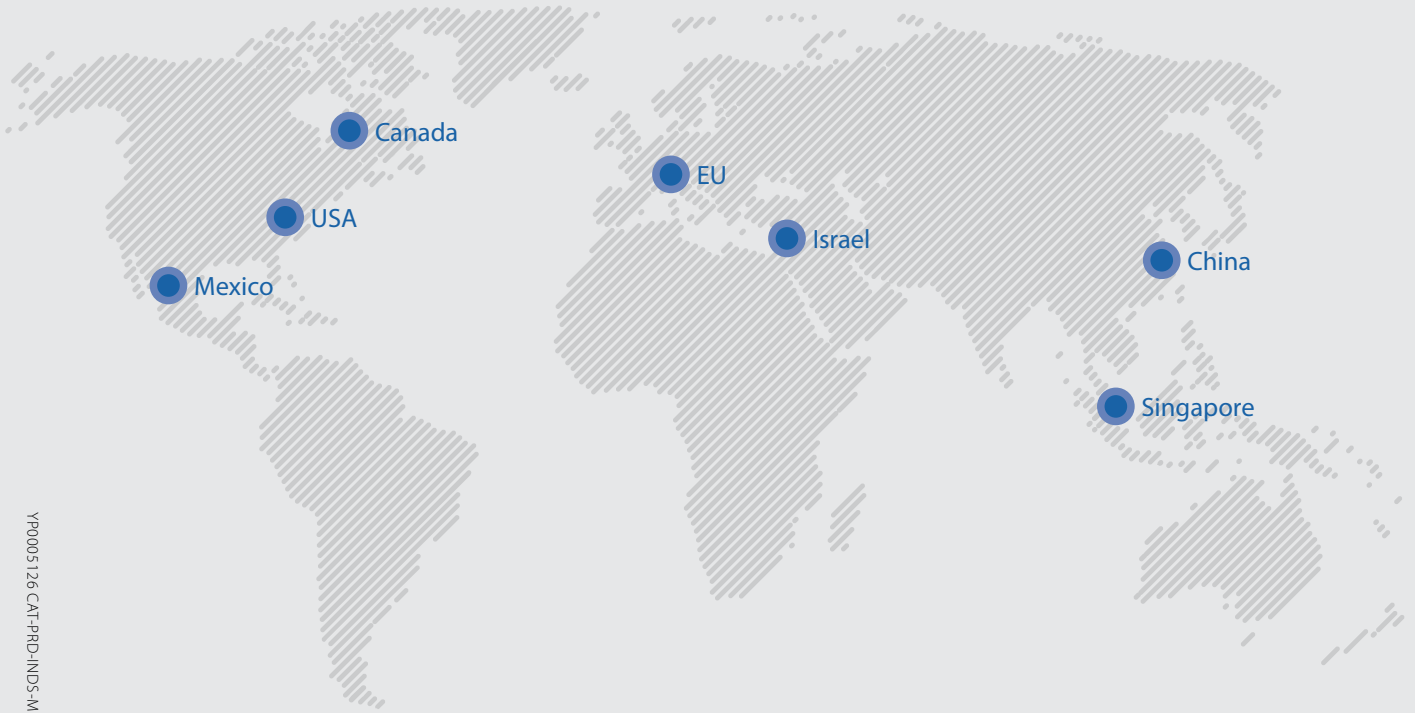 Canada
EU
USA
Israel
China
Mexico
Singapore
YP0005126 CAT-PRD-INDS-M